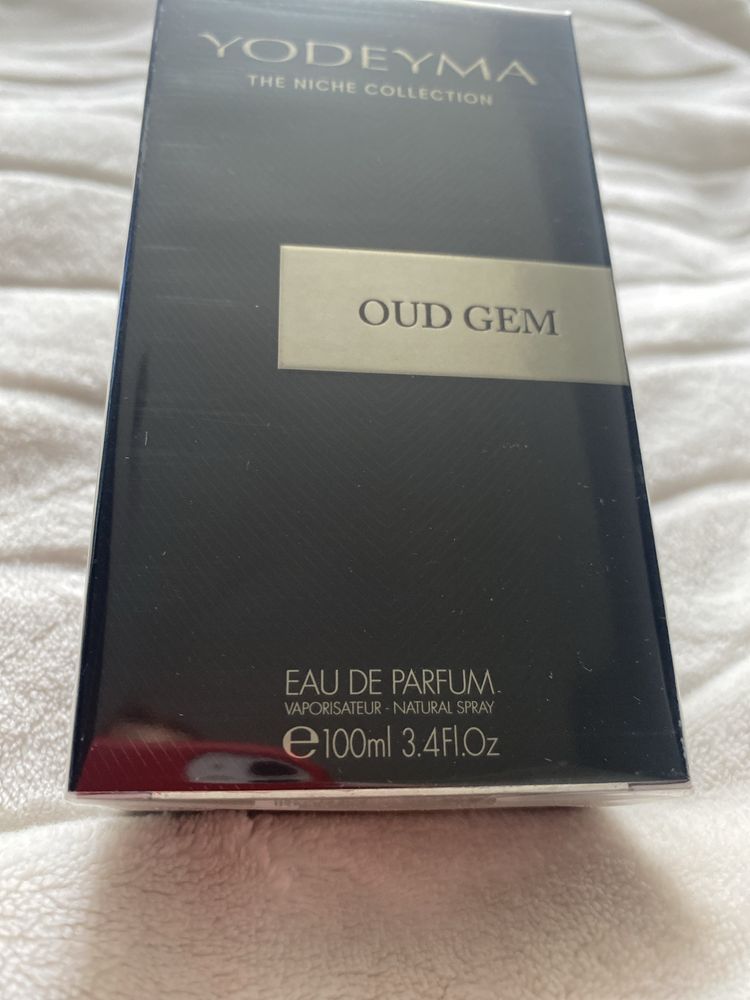 YODEYMA
THE NICHE COLLECTION
OUD GEM
EAU DE PARFUM
VAPORISATEUR - NATURAL SPRAY
℮100ml 3.4Fl.Oz